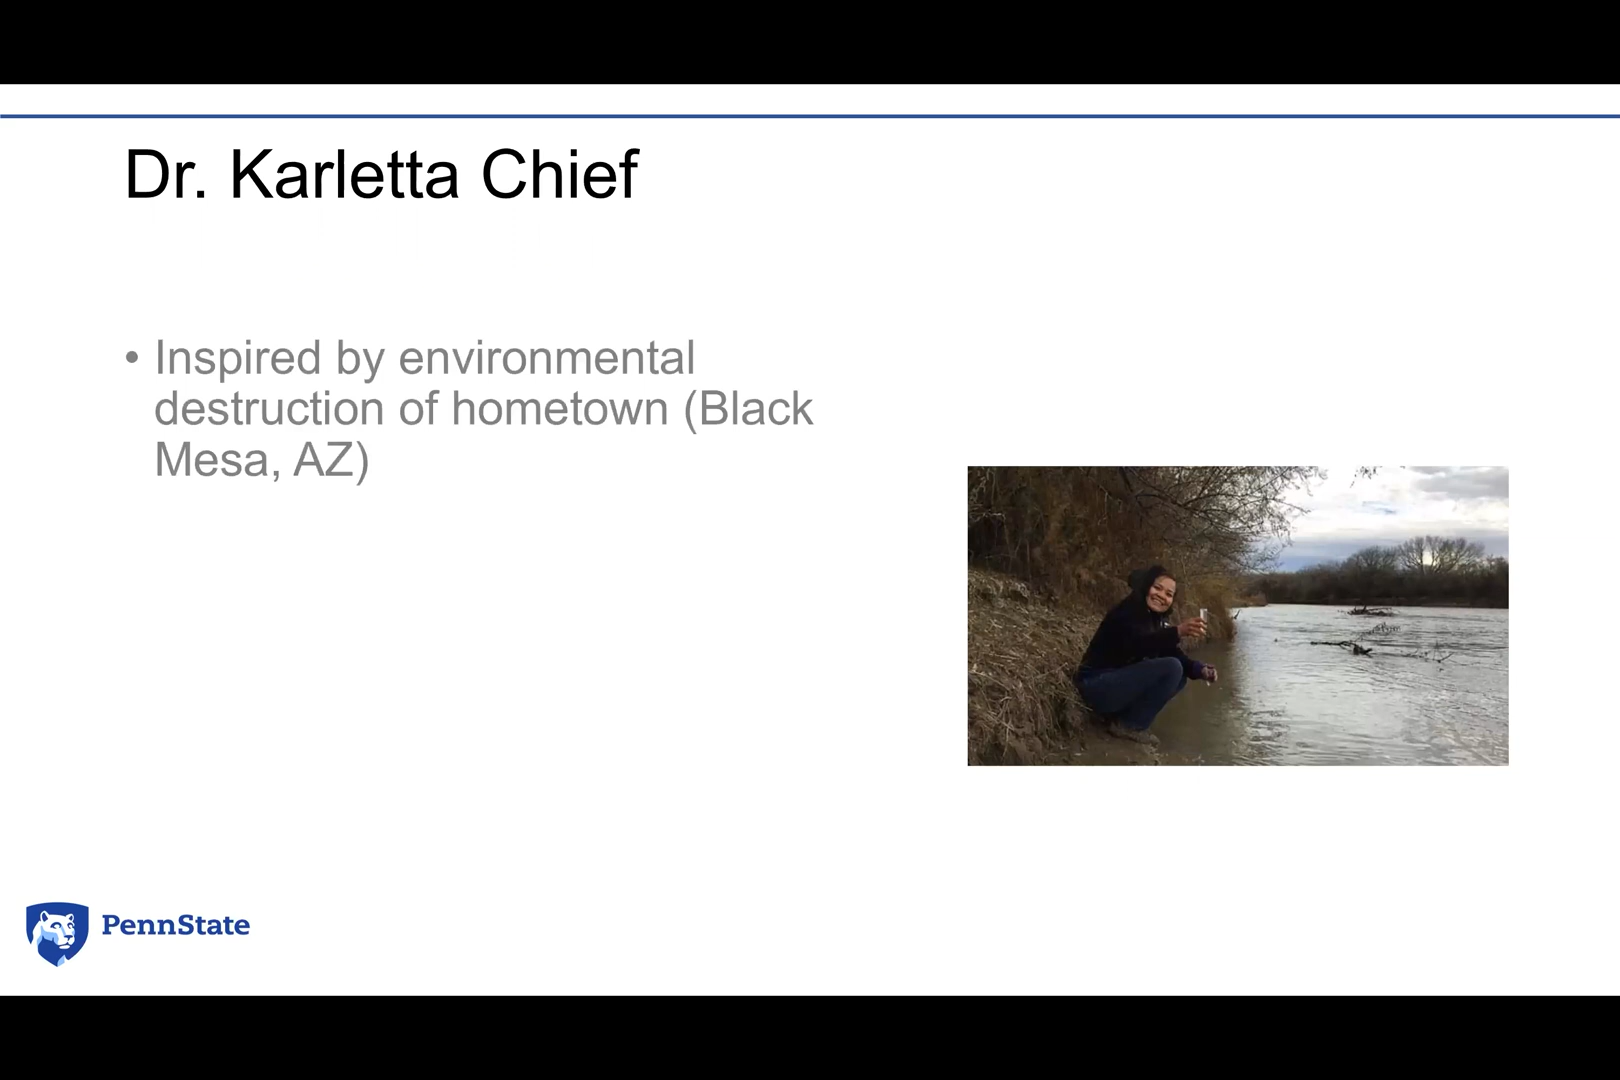 Dr. Karletta Chief
• Inspired by environmental
destruction of hometown (Black
Mesa, AZ)
PennState